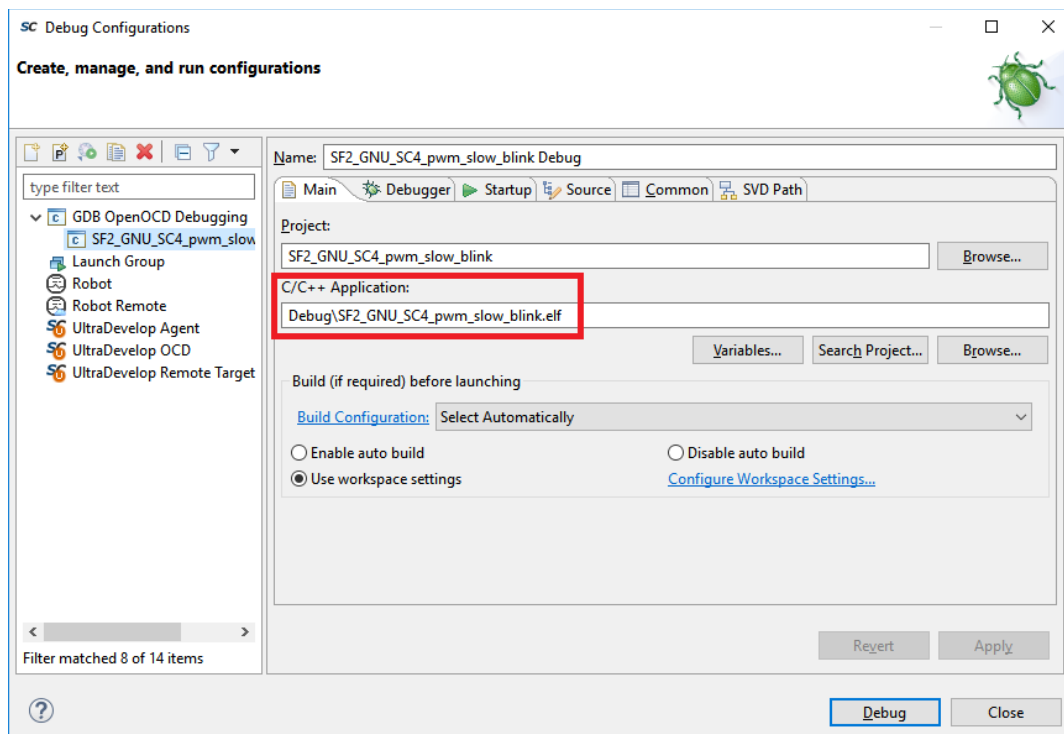 SC Debug Configurations
Create, manage, and run configurations
type filter text
GDB OpenOCD Debugging
SF2_GNU_SC4_pwm_slow
Launch Group
Robot
Robot Remote
UltraDevelop Agent
UltraDevelop OCD
UltraDevelop Remote Target
Filter matched 8 of 14 items
Name: SF2_GNU_SC4_pwm_slow_blink Debug
Main Debugger Startup Source Common SVD Path
Project:
SF2_GNU_SC4_pwm_slow_blink Browse...
C/C++ Application:
Debug\SF2_GNU_SC4_pwm_slow_blink.elf
Variables... Search Project... Browse...
Build (if required) before launching
Build Configuration: Select Automatically
Enable auto build Disable auto build
Use workspace settings Configure Workspace Settings...
Revert Apply
? Debug Close